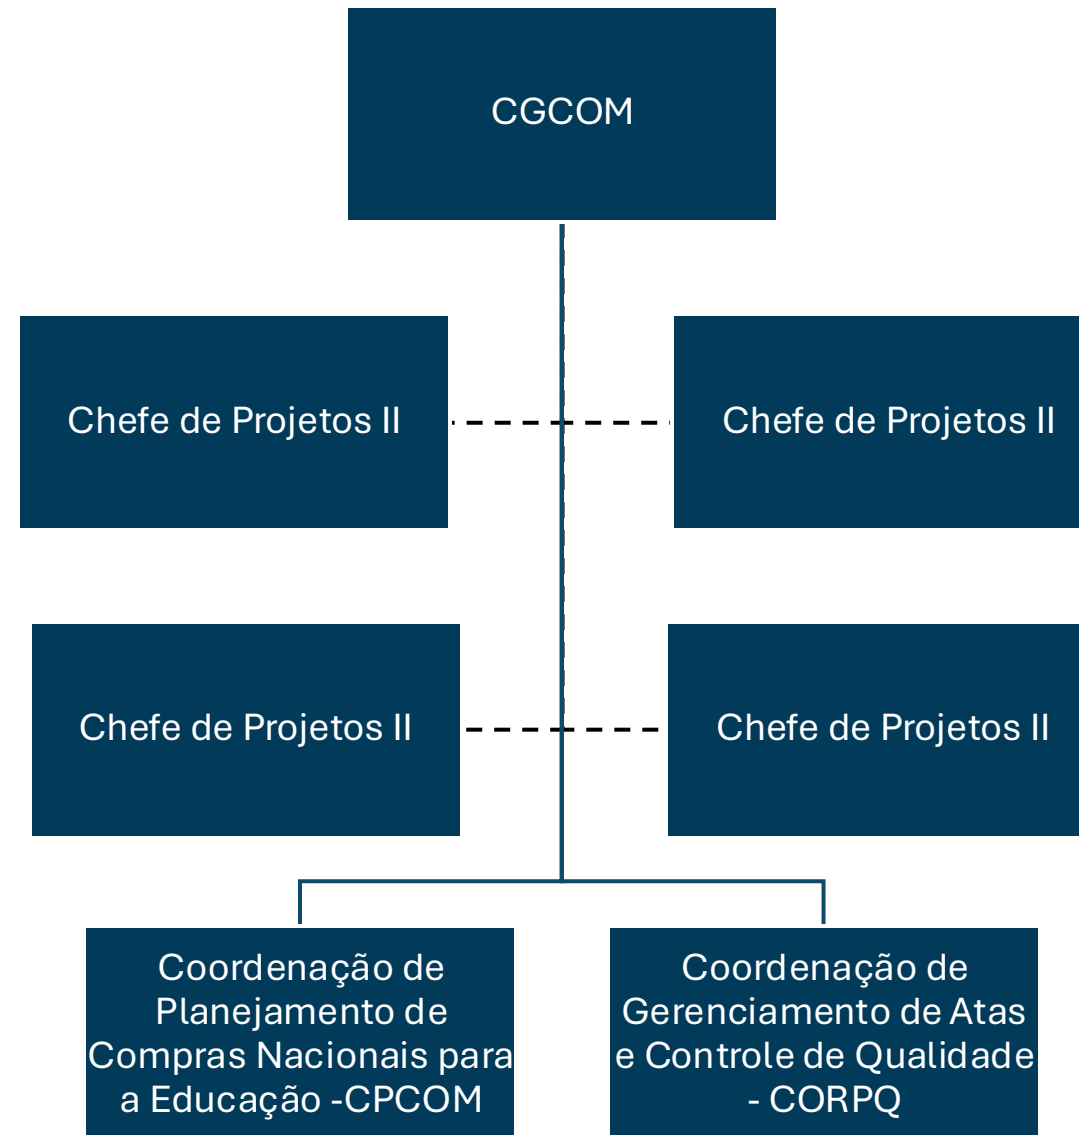 CGCOM
Chefe de Projetos II
Chefe de Projetos II
Chefe de Projetos II
Chefe de Projetos II
Coordenação de
Planejamento de
Compras Nacionais para
a Educação -CPCOM
Coordenação de
Gerenciamento de Atas
e Controle de Qualidade
- CORPQ